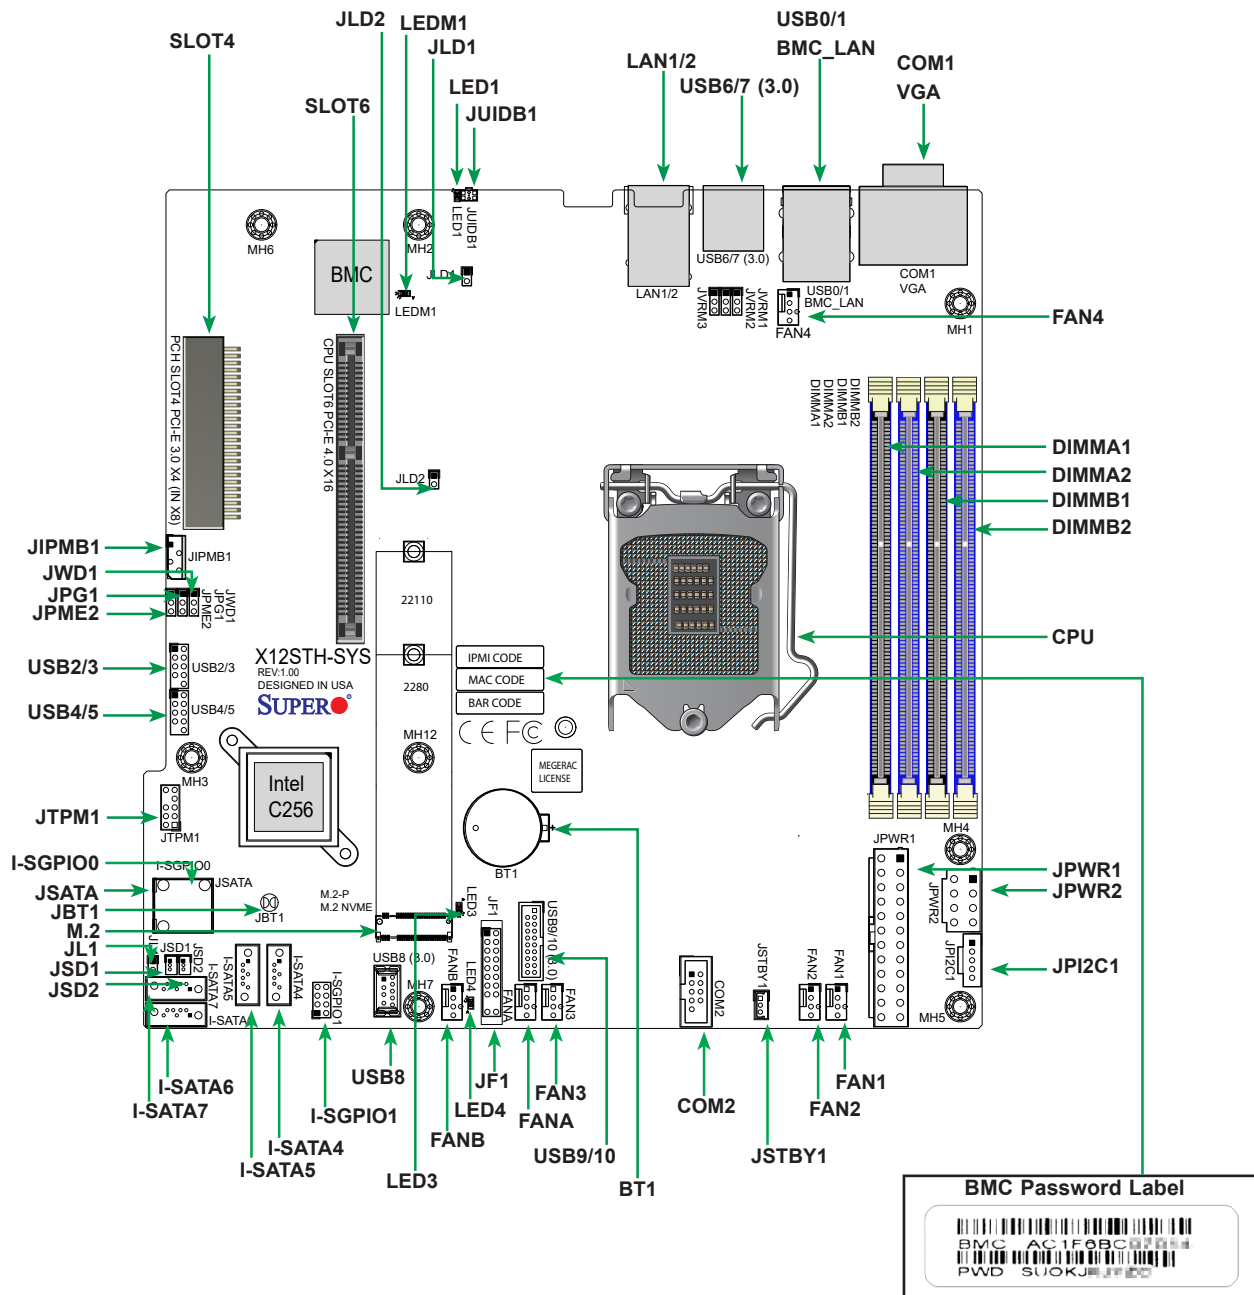 JLD2
LEDM1
JLD1
SLOT4
LED1
SLOT6
JUIDB1
USB0/1
BMC_LAN
LAN1/2
USB6/7 (3.0)
COM1
VGA
LED1
JUIDB1
MH6
MH2
BMC
JLD1
LEDM1
USB6/7 (3.0)
LAN1/2
USB0/1
BMC_LAN
COM1
VGA
JVRM3
JVRM2
JVRM1
FAN4
MH1
FAN4
PCH SLOT4 PCI-E 3.0 X4 (IN X8)
CPU SLOT6 PCI-E 4.0 X16
DIMMA1
DIMMA2
DIMMB1
DIMMB2
DIMMA1
DIMMA2
DIMMB1
DIMMB2
JLD2
JIPMB1
JWD1
JPG1
JPME2
JIPMB1
JPME2
JPG1
JWD1
22110
CPU
USB2/3
USB2/3
USB4/5
USB4/5
X12STH-SYS
REV:1.00
DESIGNED IN USA
SUPER
2280
IPMI CODE
MAC CODE
BAR CODE
CE FC
MH12
MEGERAC
LICENSE
MH3
Intel
C256
JTPM1
JTPM1
BT1
MH4
JPWR1
JPWR1
JPWR2
JPWR2
I-SGPIO0
I-SGPIO0
JSATA
JSATA
JBT1
JBT1
M.2
M.2-P
M.2 NVME
LED3
JF1
USB9/10 (3.0)
JL1
JSD1
JSD2
JSD1
JSD2
I-SATA7
I-SATA5
I-SATA4
I-SATA
I-SGPIO1
USB8 (3.0)
MH7
FANB
LED4
FANA
FAN3
COM2
JSTBY1
FAN2
FAN1
JPI2C1
JPI2C1
MH5
I-SATA6
I-SATA7
I-SATA4
I-SATA5
I-SGPIO1
USB8
LED3
FANB
LED4
JF1
FANA
FAN3
USB9/10
BT1
COM2
JSTBY1
FAN1
FAN2
BMC Password Label
BMC AC1F6BC
PWD SUOKJ